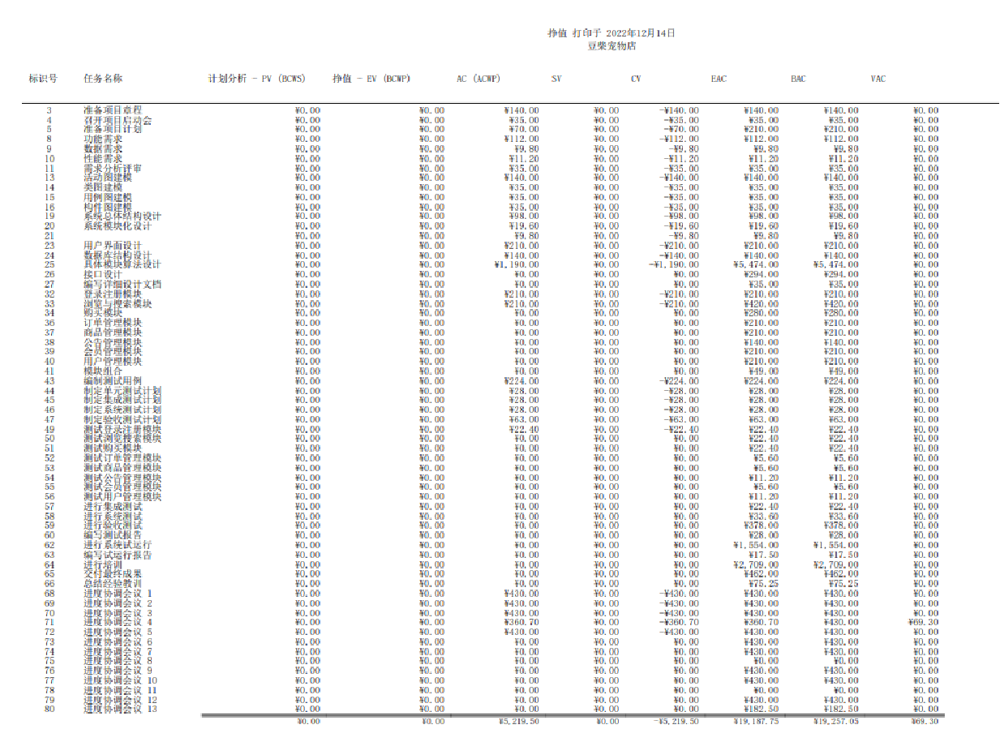 挣值 打印于 2022年12月14日
豆柴宠物店
标识号 任务名称 计划分析 - PV (BCWS) 挣值 - EV (BCWP) AC (ACWP) SV CV EAC BAC VAC
3 准备项目章程 ¥0.00 ¥0.00 ¥140.00 ¥0.00 -¥140.00 ¥140.00 ¥140.00 ¥0.00
4 召开项目启动会 ¥0.00 ¥0.00 ¥35.00 ¥0.00 -¥35.00 ¥35.00 ¥35.00 ¥0.00
5 准备项目计划 ¥0.00 ¥0.00 ¥70.00 ¥0.00 -¥70.00 ¥210.00 ¥210.00 ¥0.00
8 功能需求 ¥0.00 ¥0.00 ¥112.00 ¥0.00 -¥112.00 ¥112.00 ¥112.00 ¥0.00
9 数据需求 ¥0.00 ¥0.00 ¥9.80 ¥0.00 -¥9.80 ¥9.80 ¥9.80 ¥0.00
10 性能需求 ¥0.00 ¥0.00 ¥11.20 ¥0.00 -¥11.20 ¥11.20 ¥11.20 ¥0.00
11 需求分析评审 ¥0.00 ¥0.00 ¥35.00 ¥0.00 -¥35.00 ¥35.00 ¥35.00 ¥0.00
13 活动图建模 ¥0.00 ¥0.00 ¥140.00 ¥0.00 -¥140.00 ¥140.00 ¥140.00 ¥0.00
14 类图建模 ¥0.00 ¥0.00 ¥35.00 ¥0.00 -¥35.00 ¥35.00 ¥35.00 ¥0.00
15 用例图建模 ¥0.00 ¥0.00 ¥35.00 ¥0.00 -¥35.00 ¥35.00 ¥35.00 ¥0.00
16 构件图建模 ¥0.00 ¥0.00 ¥35.00 ¥0.00 -¥35.00 ¥35.00 ¥35.00 ¥0.00
19 系统总体结构设计 ¥0.00 ¥0.00 ¥98.00 ¥0.00 -¥98.00 ¥98.00 ¥98.00 ¥0.00
20 系统模块化设计 ¥0.00 ¥0.00 ¥19.60 ¥0.00 -¥19.60 ¥19.60 ¥19.60 ¥0.00
21 ¥0.00 ¥0.00 ¥9.80 ¥0.00 -¥9.80 ¥9.80 ¥9.80 ¥0.00
23 用户界面设计 ¥0.00 ¥0.00 ¥210.00 ¥0.00 -¥210.00 ¥210.00 ¥210.00 ¥0.00
24 数据库结构设计 ¥0.00 ¥0.00 ¥140.00 ¥0.00 -¥140.00 ¥140.00 ¥140.00 ¥0.00
25 具体模块算法设计 ¥0.00 ¥0.00 ¥1,190.00 ¥0.00 -¥1,190.00 ¥5,474.00 ¥5,474.00 ¥0.00
26 接口设计 ¥0.00 ¥0.00 ¥0.00 ¥0.00 ¥0.00 ¥294.00 ¥294.00 ¥0.00
27 编写详细设计文档 ¥0.00 ¥0.00 ¥0.00 ¥0.00 ¥0.00 ¥35.00 ¥35.00 ¥0.00
32 登录注册模块 ¥0.00 ¥0.00 ¥210.00 ¥0.00 -¥210.00 ¥210.00 ¥210.00 ¥0.00
33 浏览与搜索模块 ¥0.00 ¥0.00 ¥210.00 ¥0.00 -¥210.00 ¥420.00 ¥420.00 ¥0.00
34 购买模块 ¥0.00 ¥0.00 ¥0.00 ¥0.00 ¥0.00 ¥280.00 ¥280.00 ¥0.00
36 订单管理模块 ¥0.00 ¥0.00 ¥0.00 ¥0.00 ¥0.00 ¥210.00 ¥210.00 ¥0.00
37 商品管理模块 ¥0.00 ¥0.00 ¥0.00 ¥0.00 ¥0.00 ¥210.00 ¥210.00 ¥0.00
38 公告管理模块 ¥0.00 ¥0.00 ¥0.00 ¥0.00 ¥0.00 ¥140.00 ¥140.00 ¥0.00
39 会员管理模块 ¥0.00 ¥0.00 ¥0.00 ¥0.00 ¥0.00 ¥210.00 ¥210.00 ¥0.00
40 用户管理模块 ¥0.00 ¥0.00 ¥0.00 ¥0.00 ¥0.00 ¥210.00 ¥210.00 ¥0.00
41 模块组合 ¥0.00 ¥0.00 ¥0.00 ¥0.00 ¥0.00 ¥49.00 ¥49.00 ¥0.00
43 编制测试用例 ¥0.00 ¥0.00 ¥224.00 ¥0.00 -¥224.00 ¥224.00 ¥224.00 ¥0.00
44 制定单元测试计划 ¥0.00 ¥0.00 ¥28.00 ¥0.00 -¥28.00 ¥28.00 ¥28.00 ¥0.00
45 制定集成测试计划 ¥0.00 ¥0.00 ¥28.00 ¥0.00 -¥28.00 ¥28.00 ¥28.00 ¥0.00
46 制定系统测试计划 ¥0.00 ¥0.00 ¥28.00 ¥0.00 -¥28.00 ¥28.00 ¥28.00 ¥0.00
47 制定验收测试计划 ¥0.00 ¥0.00 ¥63.00 ¥0.00 -¥63.00 ¥63.00 ¥63.00 ¥0.00
49 测试登录注册模块 ¥0.00 ¥0.00 ¥22.40 ¥0.00 -¥22.40 ¥22.40 ¥22.40 ¥0.00
50 测试浏览搜索模块 ¥0.00 ¥0.00 ¥0.00 ¥0.00 ¥0.00 ¥22.40 ¥22.40 ¥0.00
51 测试购买模块 ¥0.00 ¥0.00 ¥0.00 ¥0.00 ¥0.00 ¥22.40 ¥22.40 ¥0.00
52 测试订单管理模块 ¥0.00 ¥0.00 ¥0.00 ¥0.00 ¥0.00 ¥5.60 ¥5.60 ¥0.00
53 测试商品管理模块 ¥0.00 ¥0.00 ¥0.00 ¥0.00 ¥0.00 ¥5.60 ¥5.60 ¥0.00
54 测试公告管理模块 ¥0.00 ¥0.00 ¥0.00 ¥0.00 ¥0.00 ¥11.20 ¥11.20 ¥0.00
55 测试会员管理模块 ¥0.00 ¥0.00 ¥0.00 ¥0.00 ¥0.00 ¥5.60 ¥5.60 ¥0.00
56 测试用户管理模块 ¥0.00 ¥0.00 ¥0.00 ¥0.00 ¥0.00 ¥11.20 ¥11.20 ¥0.00
57 进行集成测试 ¥0.00 ¥0.00 ¥0.00 ¥0.00 ¥0.00 ¥22.40 ¥22.40 ¥0.00
58 进行系统测试 ¥0.00 ¥0.00 ¥0.00 ¥0.00 ¥0.00 ¥33.60 ¥33.60 ¥0.00
59 进行验收测试 ¥0.00 ¥0.00 ¥0.00 ¥0.00 ¥0.00 ¥378.00 ¥378.00 ¥0.00
60 编写测试报告 ¥0.00 ¥0.00 ¥0.00 ¥0.00 ¥0.00 ¥28.00 ¥28.00 ¥0.00
62 进行系统试运行 ¥0.00 ¥0.00 ¥0.00 ¥0.00 ¥0.00 ¥1,554.00 ¥1,554.00 ¥0.00
63 编写试运行报告 ¥0.00 ¥0.00 ¥0.00 ¥0.00 ¥0.00 ¥17.50 ¥17.50 ¥0.00
64 进行培训 ¥0.00 ¥0.00 ¥0.00 ¥0.00 ¥0.00 ¥2,709.00 ¥2,709.00 ¥0.00
65 交付最终成果 ¥0.00 ¥0.00 ¥0.00 ¥0.00 ¥0.00 ¥462.00 ¥462.00 ¥0.00
66 总结经验教训 ¥0.00 ¥0.00 ¥0.00 ¥0.00 ¥0.00 ¥75.25 ¥75.25 ¥0.00
68 进度协调会议 1 ¥0.00 ¥0.00 ¥430.00 ¥0.00 -¥430.00 ¥430.00 ¥430.00 ¥0.00
69 进度协调会议 2 ¥0.00 ¥0.00 ¥430.00 ¥0.00 -¥430.00 ¥430.00 ¥430.00 ¥0.00
70 进度协调会议 3 ¥0.00 ¥0.00 ¥430.00 ¥0.00 -¥430.00 ¥430.00 ¥430.00 ¥0.00
71 进度协调会议 4 ¥0.00 ¥0.00 ¥360.70 ¥0.00 -¥360.70 ¥360.70 ¥430.00 ¥69.30
72 进度协调会议 5 ¥0.00 ¥0.00 ¥430.00 ¥0.00 -¥430.00 ¥430.00 ¥430.00 ¥0.00
73 进度协调会议 6 ¥0.00 ¥0.00 ¥0.00 ¥0.00 ¥0.00 ¥430.00 ¥430.00 ¥0.00
74 进度协调会议 7 ¥0.00 ¥0.00 ¥0.00 ¥0.00 ¥0.00 ¥430.00 ¥430.00 ¥0.00
75 进度协调会议 8 ¥0.00 ¥0.00 ¥0.00 ¥0.00 ¥0.00 ¥0.00 ¥0.00 ¥0.00
76 进度协调会议 9 ¥0.00 ¥0.00 ¥0.00 ¥0.00 ¥0.00 ¥430.00 ¥430.00 ¥0.00
77 进度协调会议 10 ¥0.00 ¥0.00 ¥0.00 ¥0.00 ¥0.00 ¥430.00 ¥430.00 ¥0.00
78 进度协调会议 11 ¥0.00 ¥0.00 ¥0.00 ¥0.00 ¥0.00 ¥0.00 ¥0.00 ¥0.00
79 进度协调会议 12 ¥0.00 ¥0.00 ¥0.00 ¥0.00 ¥0.00 ¥430.00 ¥430.00 ¥0.00
80 进度协调会议 13 ¥0.00 ¥0.00 ¥0.00 ¥0.00 ¥0.00 ¥182.50 ¥182.50 ¥0.00
¥0.00 ¥0.00 ¥5,219.50 ¥0.00 -¥5,219.50 ¥19,187.75 ¥19,257.05 ¥69.30